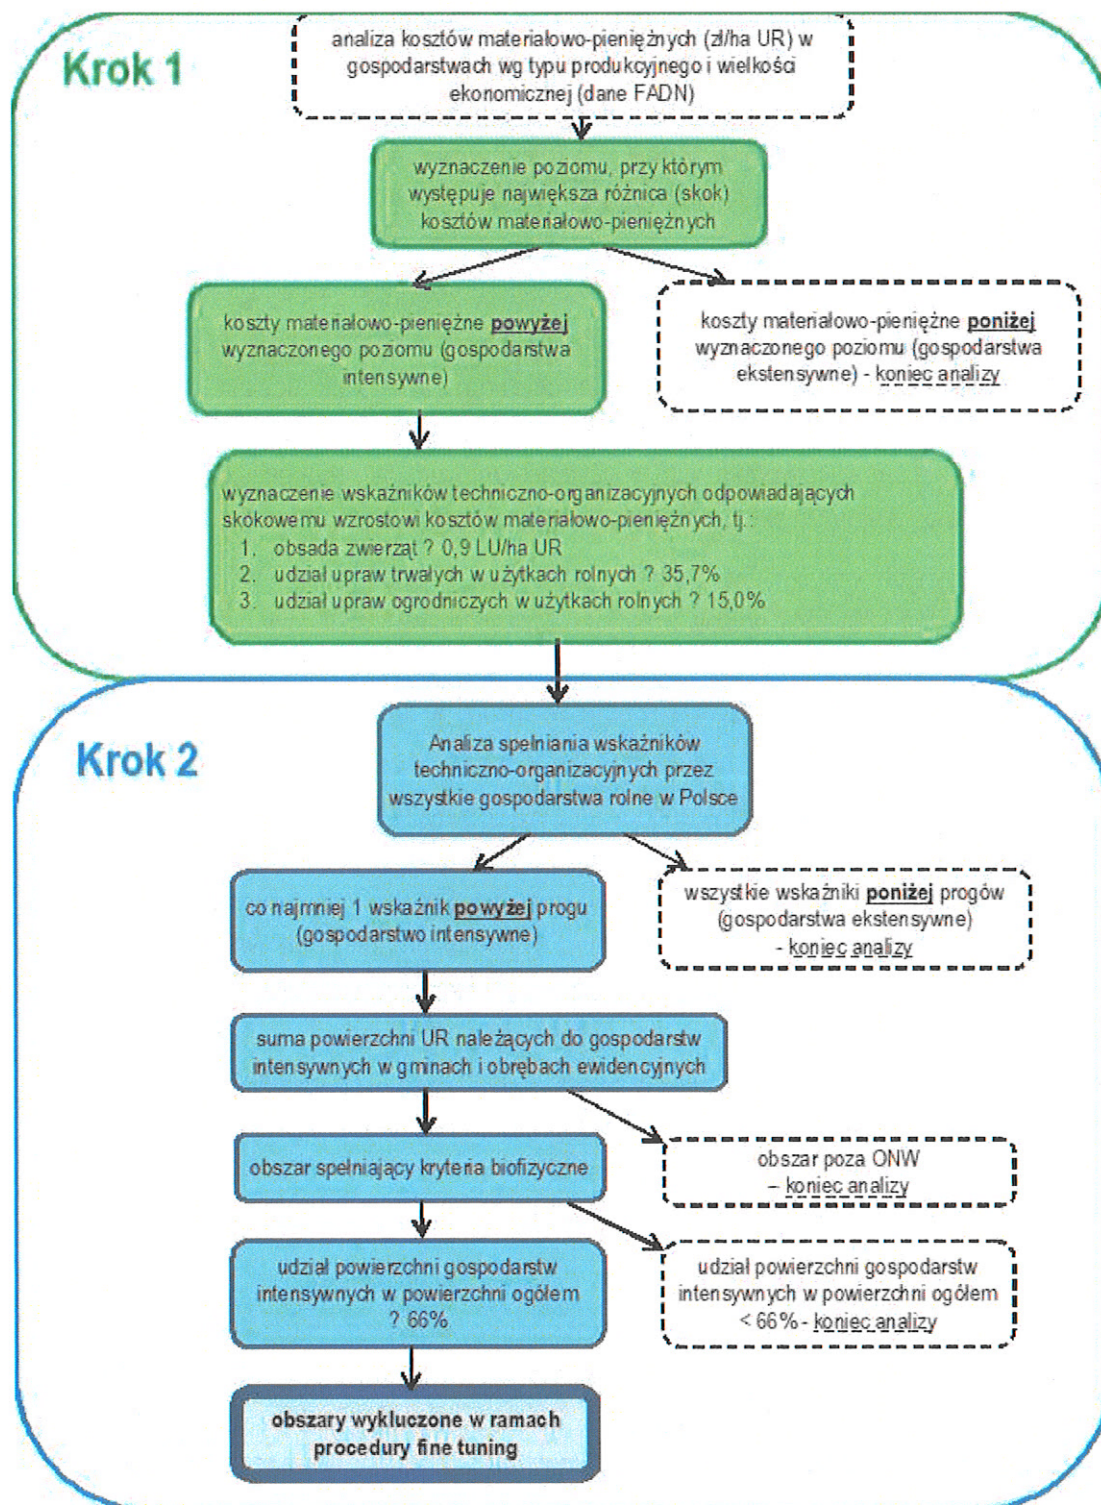 Krok 1
analiza kosztów materiałowo-pieniężnych (zł/ha UR) w
gospodarstwach wg typu produkcyjnego i wielkości
ekonomicznej (dane FADN)
wyznaczenie poziomu, przy którym
występuje największa różnica (skok)
kosztów materiałowo-pieniężnych
koszty materiałowo-pieniężne powyżej
wyznaczonego poziomu (gospodarstwa
intensywne)
koszty materiałowo-pieniężne poniżej
wyznaczonego poziomu (gospodarstwa
ekstensywne) - koniec analizy
wyznaczenie wskaźników techniczno-organizacyjnych odpowiadających
skokowemu wzrostowi kosztów materiałowo-pieniężnych, tj.:
1. obsada zwierząt ? 0,9 LU/ha UR
2. udział upraw trwałych w użytkach rolnych ? 35,7%
3. udział upraw ogrodniczych w użytkach rolnych ? 15,0%
Krok 2
Analiza spełniania wskaźników
techniczno-organizacyjnych przez
wszystkie gospodarstwa rolne w Polsce
co najmniej 1 wskaźnik powyżej progu
(gospodarstwo intensywne)
wszystkie wskaźniki poniżej progów
(gospodarstwa ekstensywne)
- koniec analizy
suma powierzchni UR należących do gospodarstw
intensywnych w gminach i obrębach ewidencyjnych
obszar spełniający kryteria biofizyczne
obszar poza ONW
– koniec analizy
udział powierzchni gospodarstw
intensywnych w powierzchni ogółem
? 66%
udział powierzchni gospodarstw
intensywnych w powierzchni ogółem
< 66% - koniec analizy
obszary wykluczone w ramach
procedury fine tuning